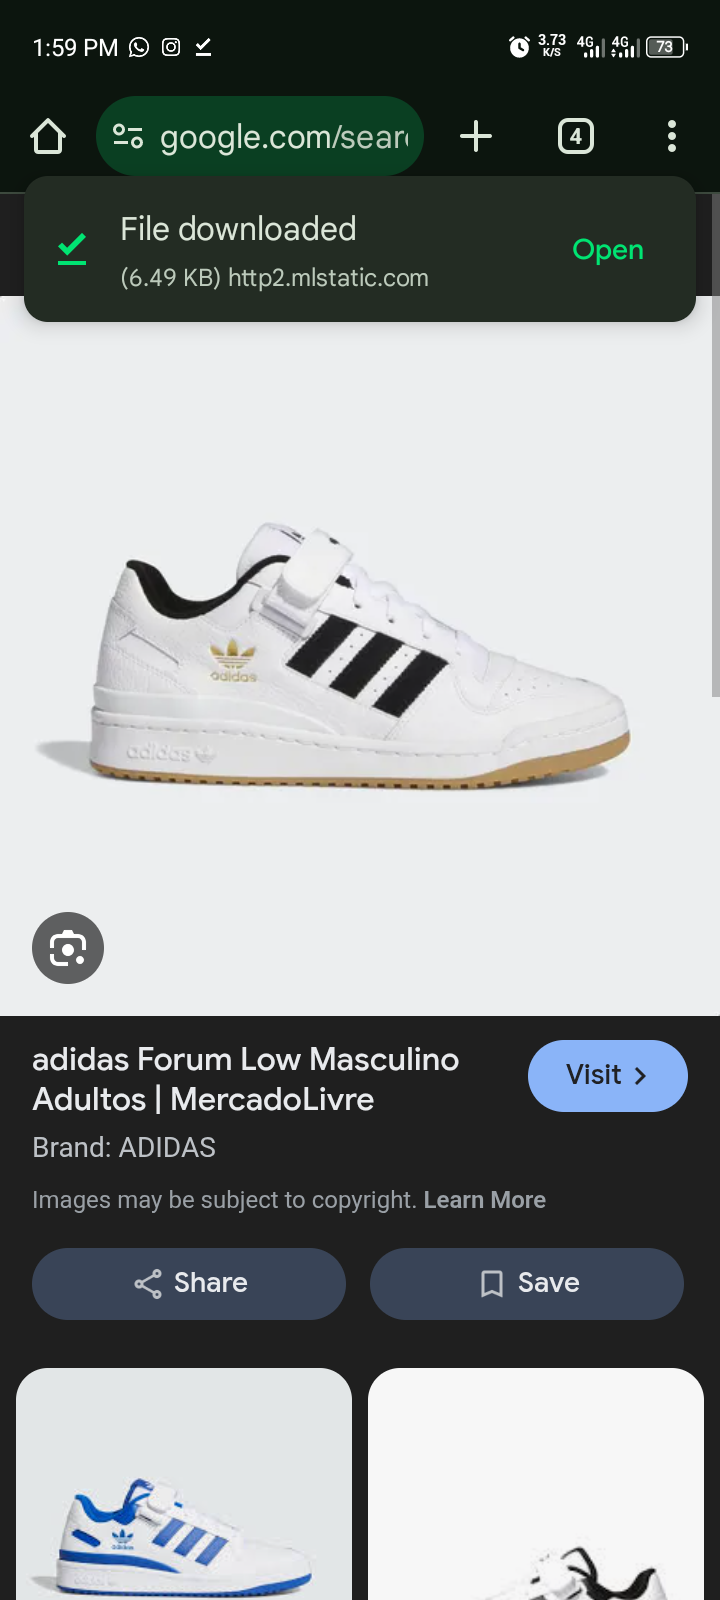 1:59 PM 3.73 K/S 4G 4G 73
google.com/sear
4
File downloaded
Open
(6.49 KB) http2.mlstatic.com
adidas
adidas
adidas Forum Low Masculino
Adultos | MercadoLivre
Visit
Brand: ADIDAS
Images may be subject to copyright. Learn More
Share
Save
adidas